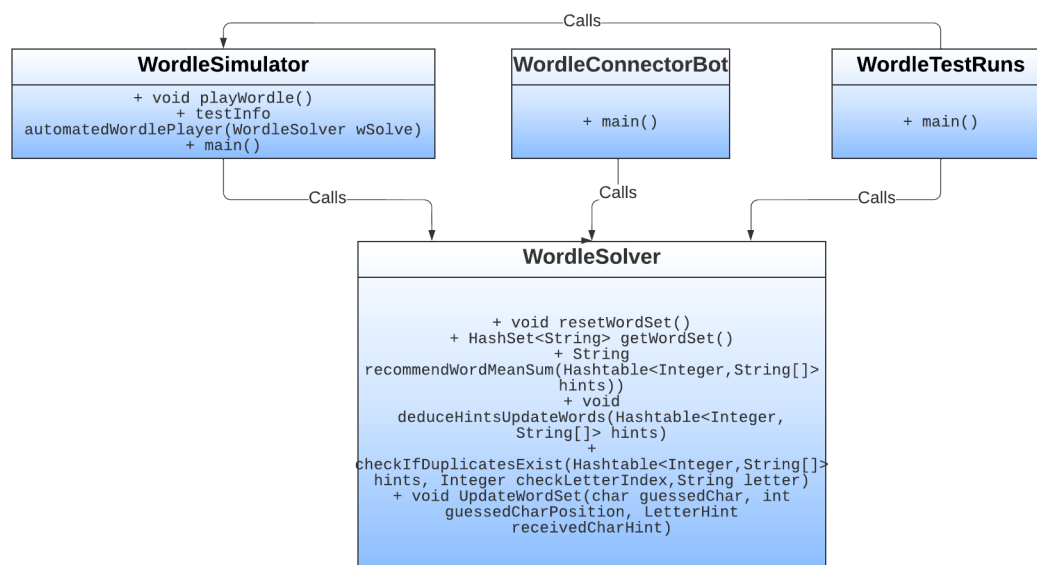 Calls
WordleSimulator
+ void playWordle()
+ testInfo
automatedWordlePlayer(WordleSolver wSolve)
+ main()
WordleConnectorBot
+ main()
WordleTestRuns
+ main()
Calls
Calls
Calls
WordleSolver
+ void resetWordSet()
+ HashSet<String> getWordSet()
+ String
recommendWordMeanSum(Hashtable<Integer,String[]>
hints))
+ void
deduceHintsUpdateWords(Hashtable<Integer,
String[]> hints)
+
checkIfDuplicatesExist(Hashtable<Integer,String[]>
hints, Integer checkLetterIndex,String letter)
+ void UpdateWordSet(char guessedChar, int
guessedCharPosition, LetterHint
receivedCharHint)